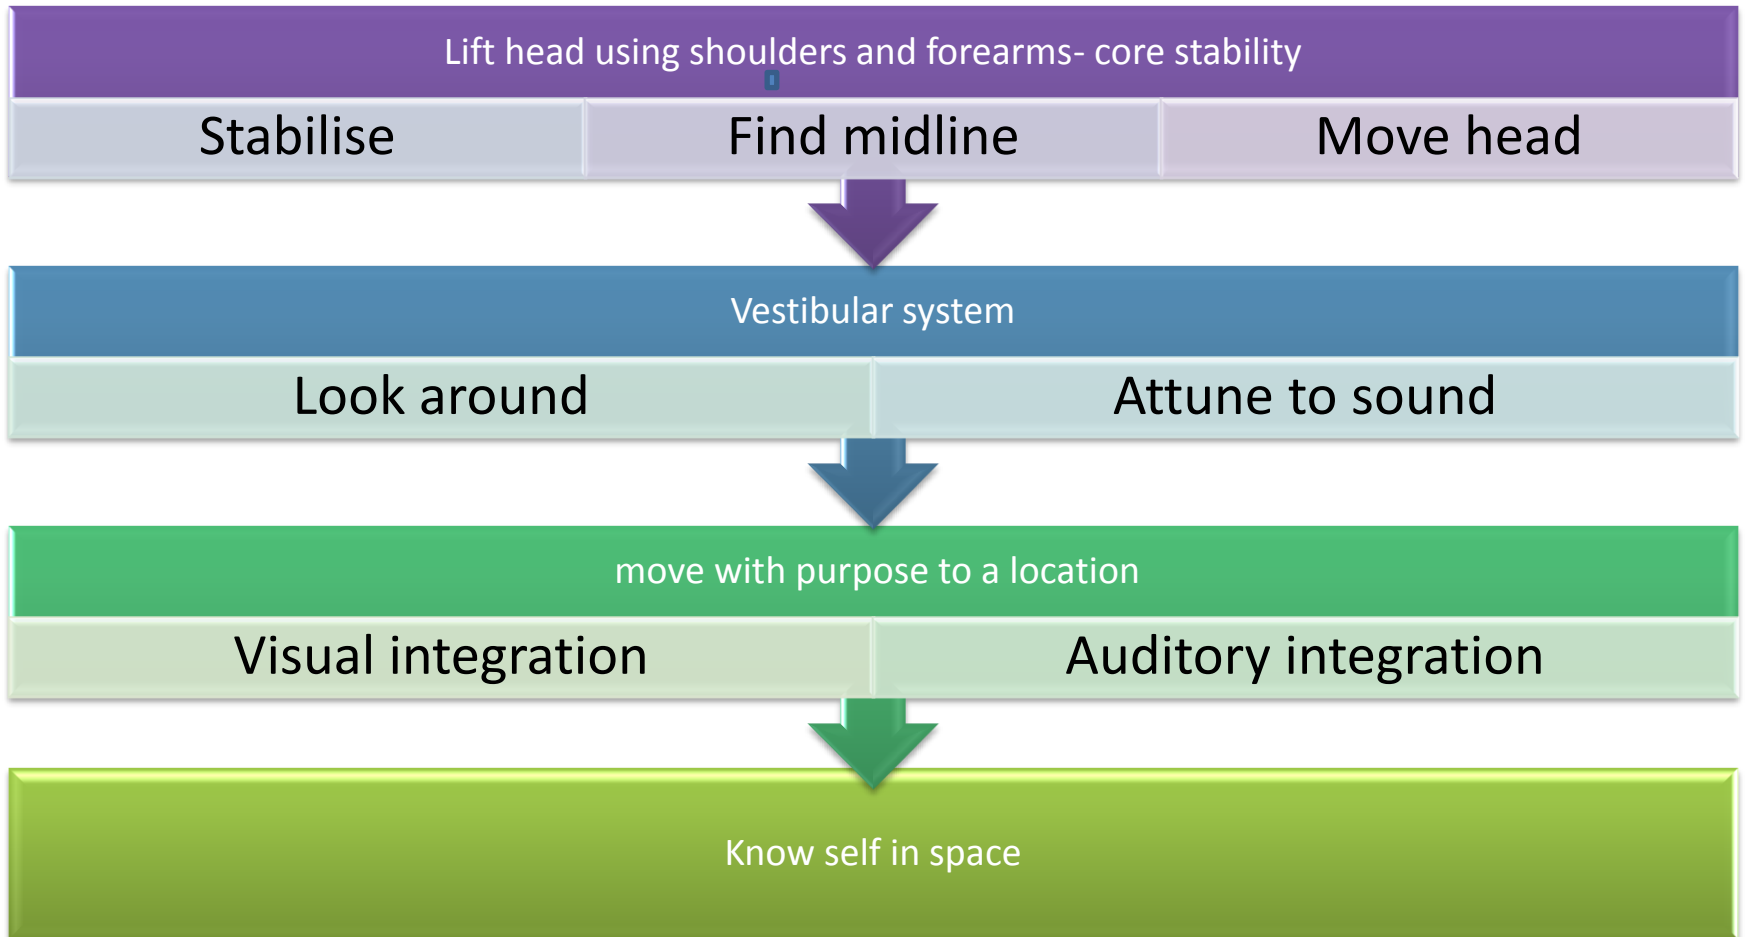 Lift head using shoulders and forearms- core stability
Stabilise
Find midline
Move head
Vestibular system
Look around
Attune to sound
move with purpose to a location
Visual integration
Auditory integration
Know self in space